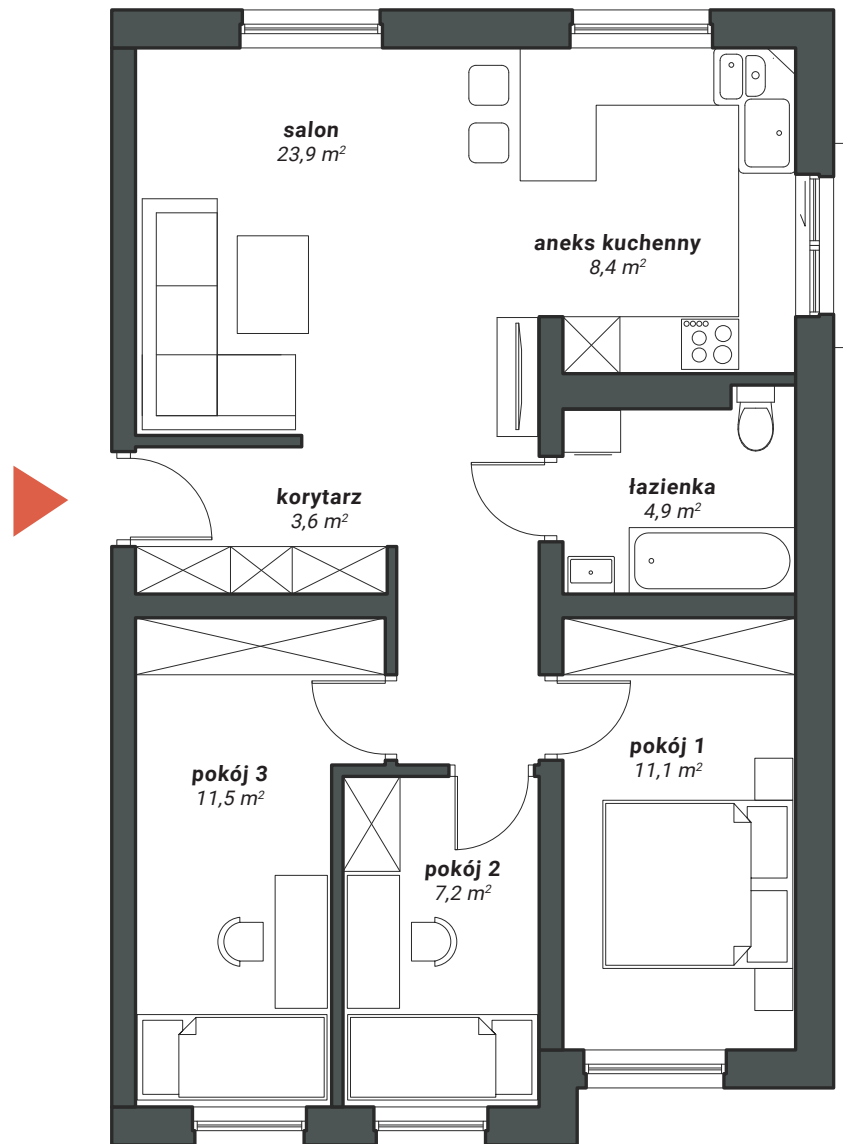 salon
23,9 m²
aneks kuchenny
8,4 m²
korytarz
3,6 m²
łazienka
4,9 m²
pokój 3
11,5 m²
pokój 1
11,1 m²
pokój 2
7,2 m²